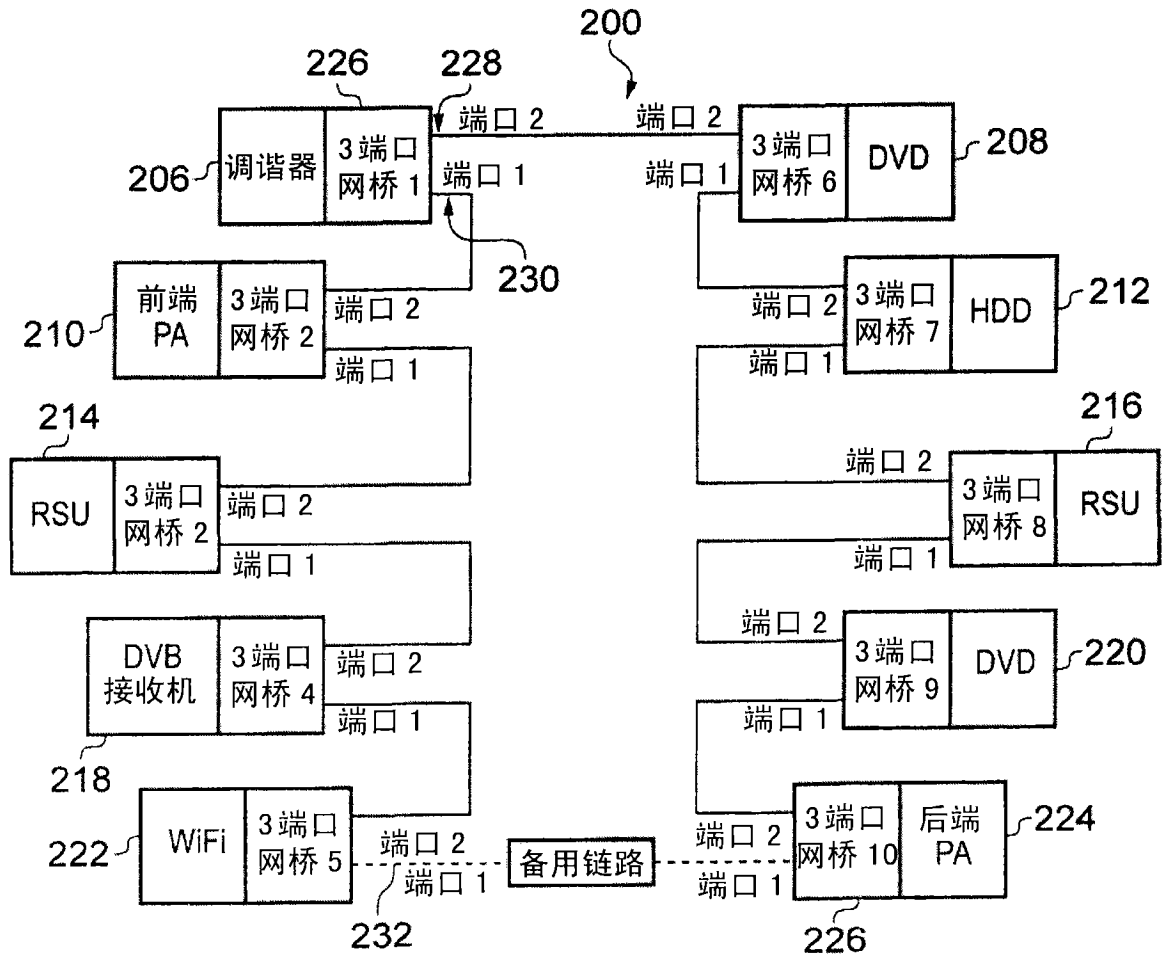 200
226
228
端口 2
端口 2
206
调谐器
3 端口
网桥 1
端口 1
230
端口 1
3 端口
网桥 6
DVD
208
210
前端
PA
3 端口
网桥 2
端口 2
端口 1
端口 2
端口 1
3 端口
网桥 7
HDD
212
214
RSU
3 端口
网桥 2
端口 2
端口 1
216
端口 2
端口 1
3 端口
网桥 8
RSU
218
DVB
接收机
3 端口
网桥 4
端口 2
端口 1
端口 2
端口 1
3 端口
网桥 9
DVD
220
222
WiFi
3 端口
网桥 5
端口 2
端口 1
232
备用链路
端口 2
端口 1
3 端口
网桥 10
后端
PA
224
226